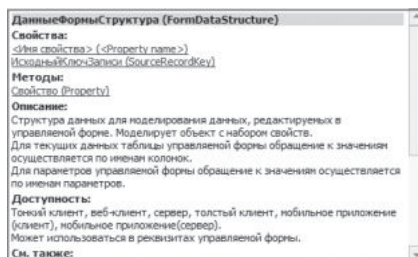 ДанныеФормыСтруктура (FormDataStructure)
Свойства:
<Имя свойства> (<Property name>)
ИсходныйКлючЗаписи (SourceRecordKey)
Методы:
Свойство (Property)
Описание:
Структура данных для моделирования данных, редактируемых в
управляемой форме. Моделирует объект с набором свойств.
Для текущих данных таблицы управляемой формы обращение к значениям
осуществляется по именам колонок.
Для параметров управляемой формы обращение к значениям осуществляется
по именам параметров.
Доступность:
Тонкий клиент, веб-клиент, сервер, толстый клиент, мобильное приложение
(клиент), мобильное приложение(сервер).
Может использоваться в реквизитах управляемой формы.
См. также: